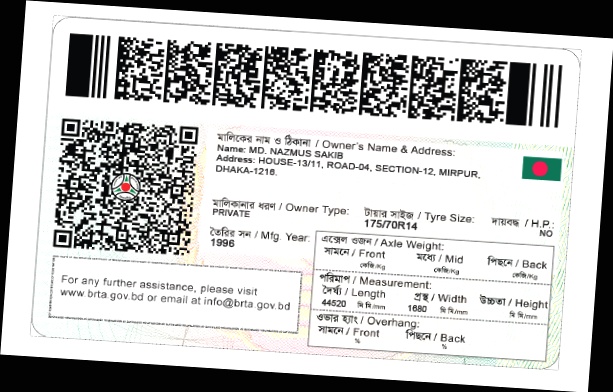 মালিকের নাম ও ঠিকানা / Owner's Name & Address:
Name: MD. NAZMUS SAKIB
Address: HOUSE-13/11, ROAD-04, SECTION-12, MIRPUR,
DHAKA-1216.
মালিকানার ধরণ / Owner Type: টায়ার সাইজ / Tyre Size: দায়বদ্ধ / H.P.:
PRIVATE 175/70R14 NO
তৈরির সন / Mfg. Year:
1996
এক্সেল ওজন / Axle Weight:
সামনে / Front মধ্যে / Mid পিছনে / Back
কেজি/Kg কেজি/Kg কেজি/Kg
পরিমাপ / Measurement:
দৈর্ঘ্য / Length প্রস্থ / Width উচ্চতা / Height
44520 মি মি/mm 1680 মি মি/mm মি মি/mm
ওভার হ্যাং / Overhang:
সামনে / Front পিছনে / Back
% %
For any further assistance, please visit
www.brta.gov.bd or email at info@brta.gov.bd